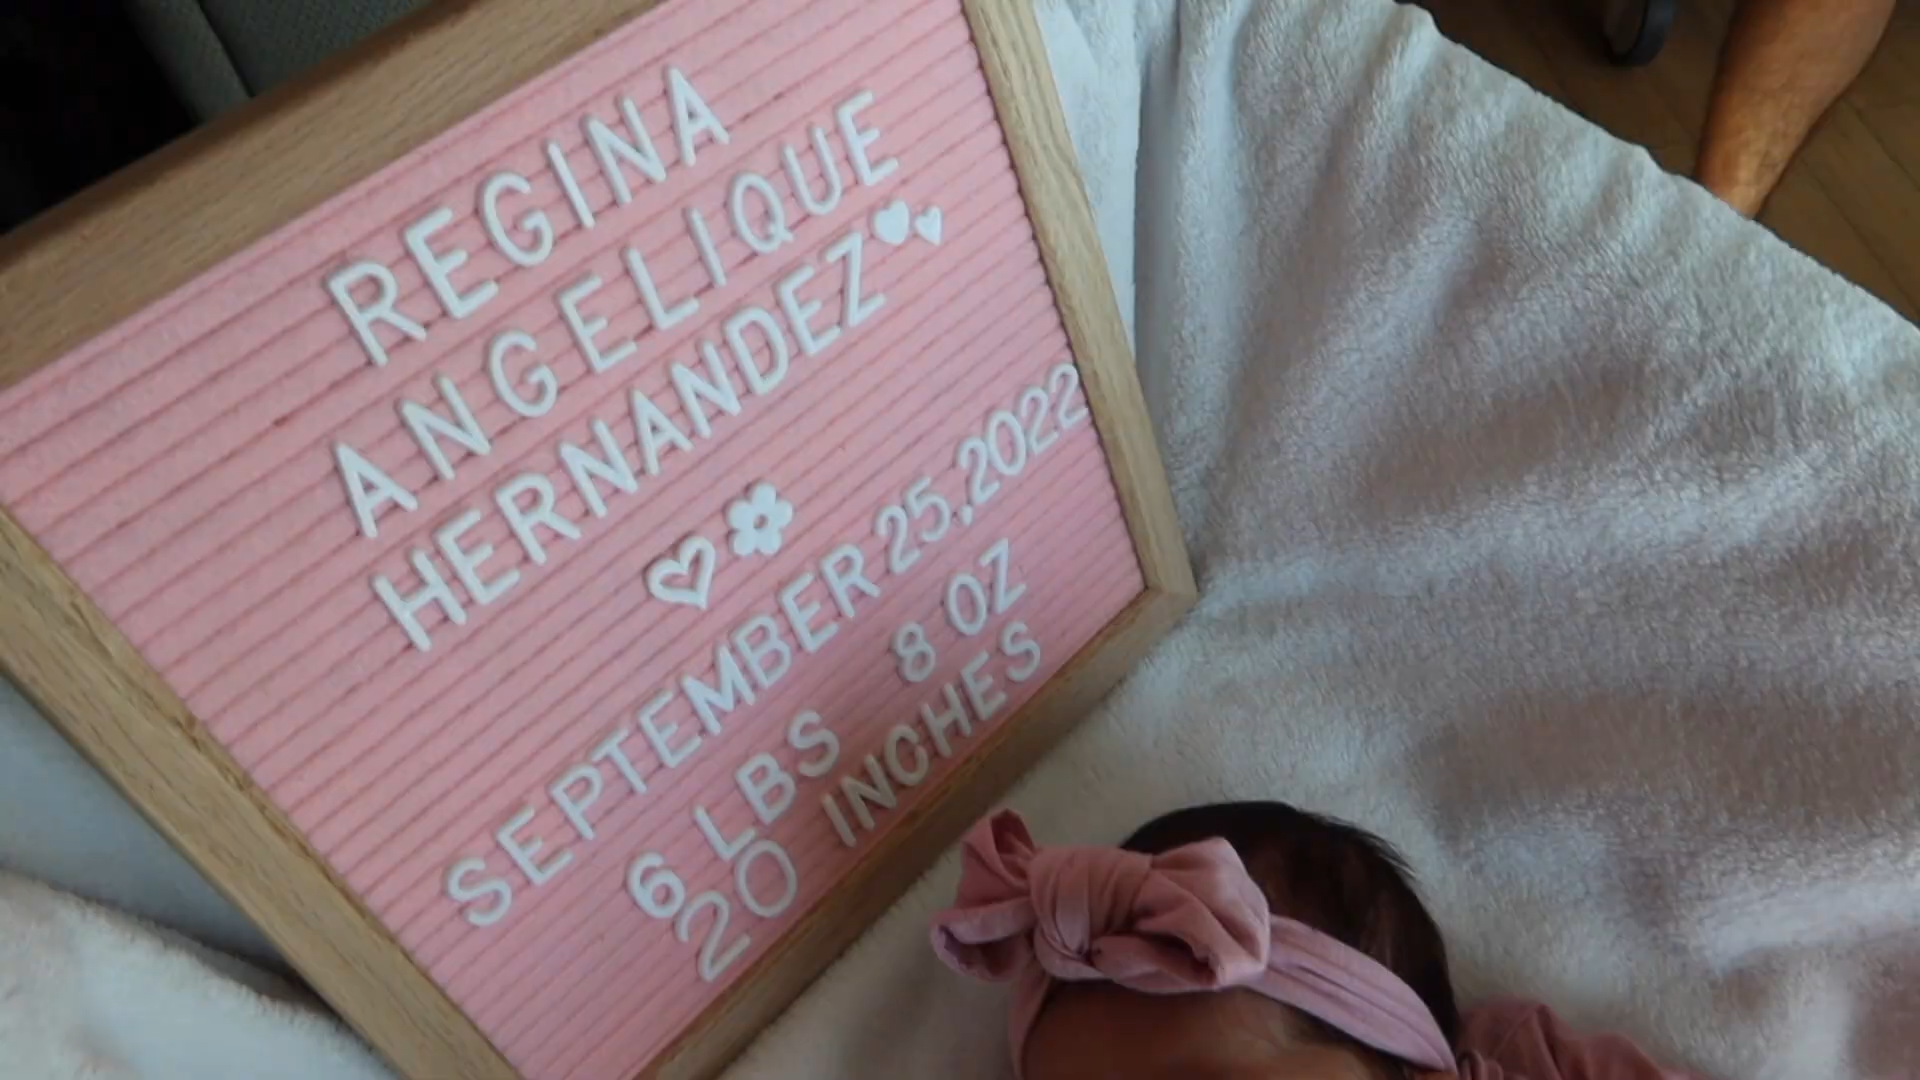 REGINA
ANGELIQUE
HERNANDEZ
SEPTEMBER 25,2022
6 LBS 8 OZ
20 INCHES